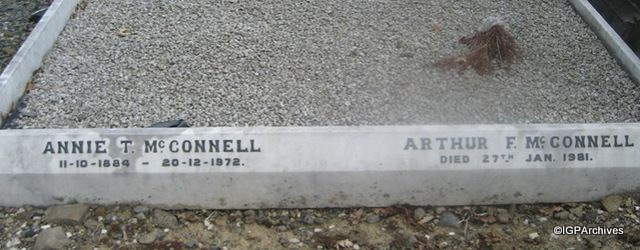 ANNIE T. McCONNELL
11-10-1884 - 20-12-1972.
ARTHUR F. McCONNELL
DIED 27TH JAN. 1981.
©IGPArchives